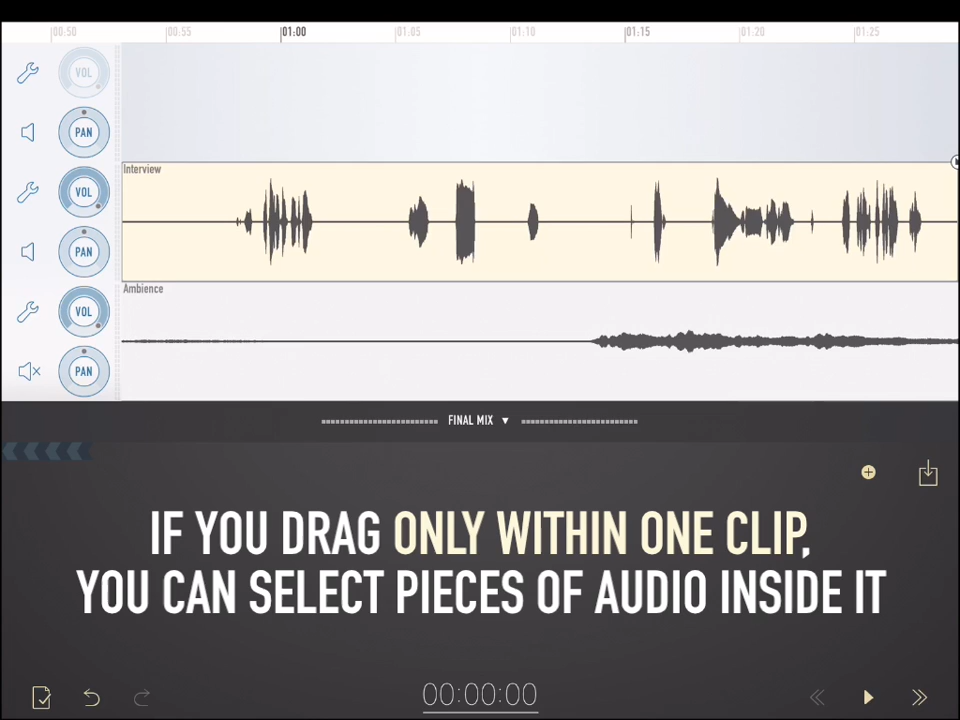 00:50 00:55 01:00 01:05 01:10 01:15 01:20 01:25
VOL
PAN
Interview
VOL
PAN
Ambience
VOL
PAN
FINAL MIX ▼
IF YOU DRAG ONLY WITHIN ONE CLIP,
YOU CAN SELECT PIECES OF AUDIO INSIDE IT
00:00:00